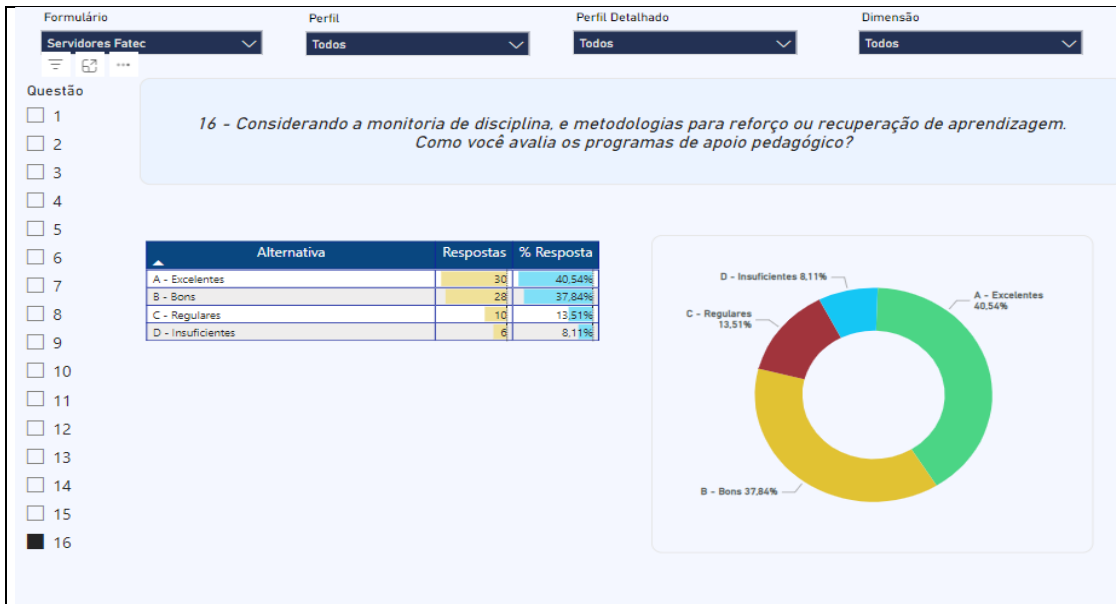 Formulário
Perfil
Perfil Detalhado
Dimensão
Servidores Fatec
Todos
Todos
Todos
Questão
1
2
3
4
5
6
7
8
9
10
11
12
13
14
15
16
16 - Considerando a monitoria de disciplina, e metodologias para reforço ou recuperação de aprendizagem.
Como você avalia os programas de apoio pedagógico?
Alternativa Respostas % Resposta
A - Excelentes 30 40,54%
B - Bons 28 37,84%
C - Regulares 10 13,51%
D - Insuficientes 6 8,11%
D - Insuficientes 8,11%
A - Excelentes
40,54%
C - Regulares
13,51%
B - Bons 37,84%